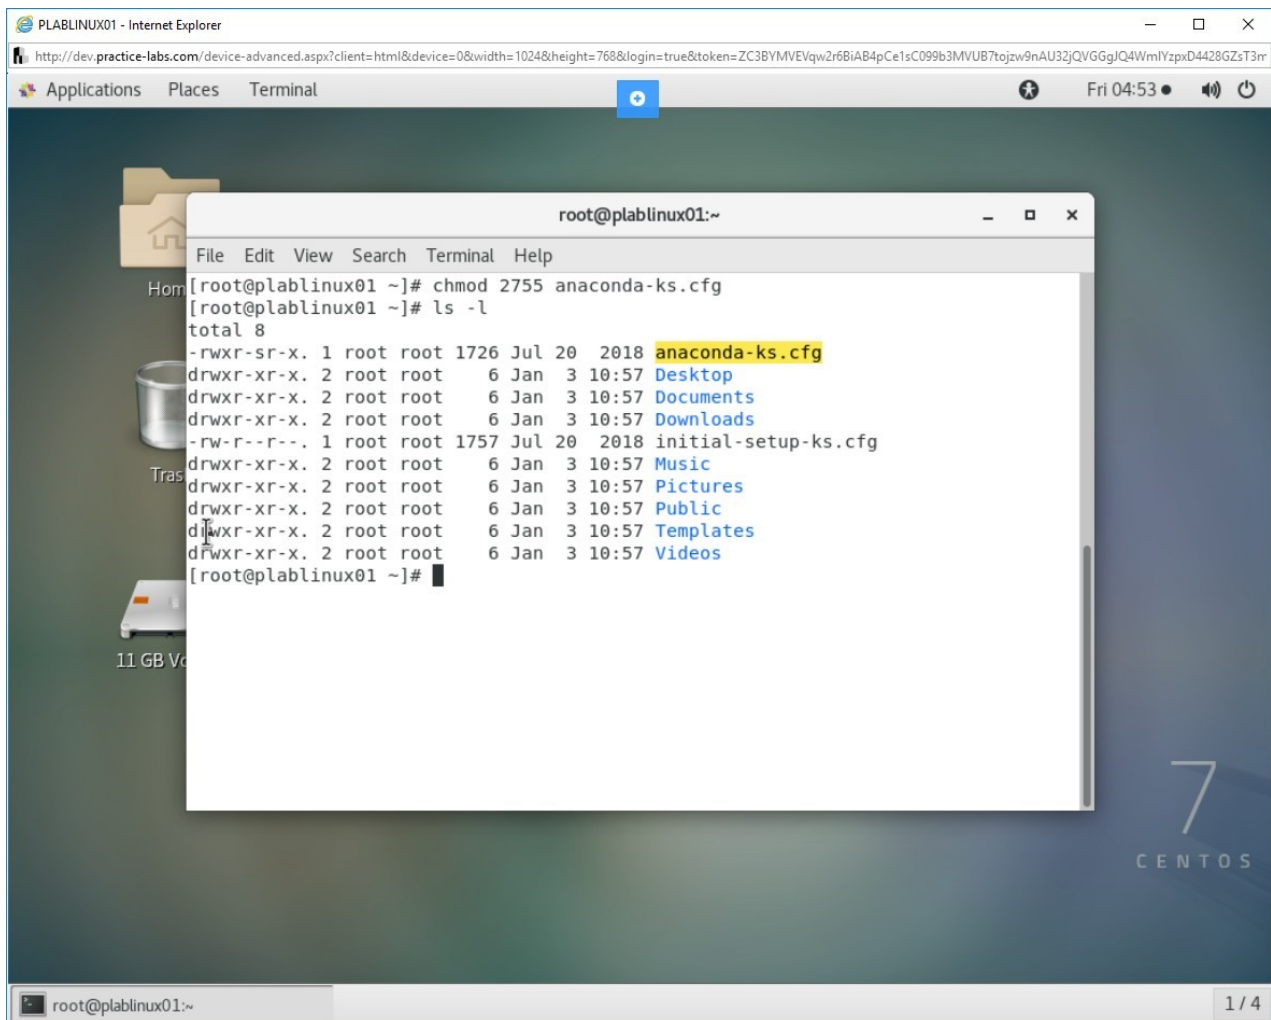 PLABLINUX01 - Internet Explorer
http://dev.practice-labs.com/device-advanced.aspx?client=html&device=0&width=1024&height=768&login=true&token=ZC3BYMVEVqw2r6BiAB4pCe1sC099b3MVUB7tojzw9nAU32jQVGGgJQ4WmlYzpxD4428GZsT3m
Applications Places Terminal Fri 04:53
root@plablinux01:~
File Edit View Search Terminal Help
[root@plablinux01 ~]# chmod 2755 anaconda-ks.cfg
[root@plablinux01 ~]# ls -l
total 8
-rwxr-sr-x. 1 root root 1726 Jul 20  2018 anaconda-ks.cfg
drwxr-xr-x. 2 root root    6 Jan  3 10:57 Desktop
drwxr-xr-x. 2 root root    6 Jan  3 10:57 Documents
drwxr-xr-x. 2 root root    6 Jan  3 10:57 Downloads
-rw-r--r--. 1 root root 1757 Jul 20  2018 initial-setup-ks.cfg
drwxr-xr-x. 2 root root    6 Jan  3 10:57 Music
drwxr-xr-x. 2 root root    6 Jan  3 10:57 Pictures
drwxr-xr-x. 2 root root    6 Jan  3 10:57 Public
drwxr-xr-x. 2 root root    6 Jan  3 10:57 Templates
drwxr-xr-x. 2 root root    6 Jan  3 10:57 Videos
[root@plablinux01 ~]#
Hom
Tras
11 GB Vo
7
CENTOS
root@plablinux01:~ 1 / 4